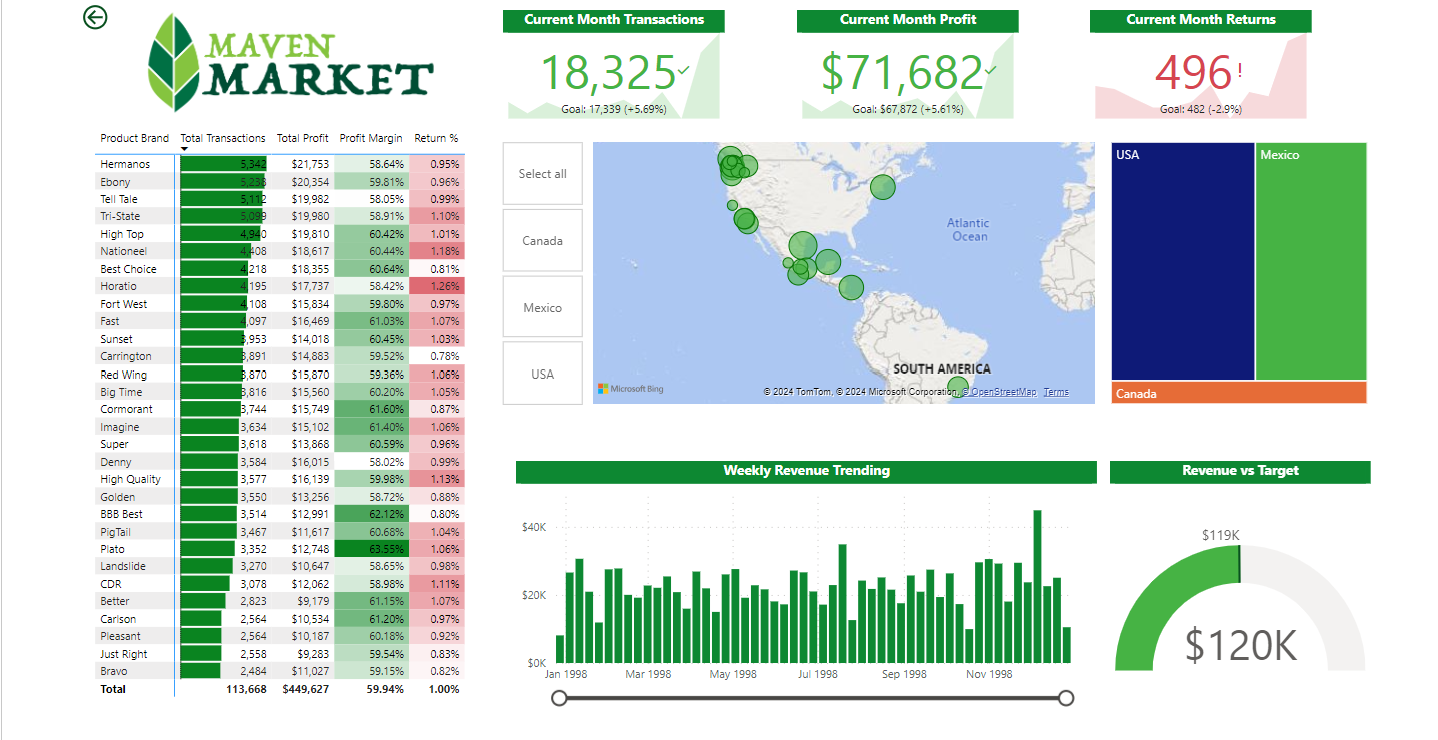 MAVEN
MARKET
Current Month Transactions
18,325
Goal: 17,339 (+5.69%)
Current Month Profit
$71,682
Goal: $67,872 (+5.61%)
Current Month Returns
496!
Goal: 482 (-2.9%)
Product Brand Total Transactions Total Profit Profit Margin Return %
Hermanos 5,342 $21,753 58.64% 0.95%
Ebony 5,238 $20,354 59.81% 0.96%
Tell Tale 5,112 $19,982 58.05% 0.99%
Tri-State 5,099 $19,980 58.91% 1.10%
High Top 4,940 $19,810 60.42% 1.01%
Nationeel 4,408 $18,617 60.44% 1.18%
Best Choice 4,218 $18,355 60.64% 0.81%
Horatio 4,195 $17,737 58.42% 1.26%
Fort West 4,108 $15,834 59.80% 0.97%
Fast 4,097 $16,469 61.03% 1.07%
Sunset 3,953 $14,018 60.45% 1.03%
Carrington 3,891 $14,883 59.52% 0.78%
Red Wing 3,870 $15,870 59.36% 1.06%
Big Time 3,816 $15,560 60.20% 1.05%
Cormorant 3,744 $15,749 61.60% 0.87%
Imagine 3,634 $15,102 61.40% 1.06%
Super 3,618 $13,868 60.59% 0.96%
Denny 3,584 $16,015 58.02% 0.99%
High Quality 3,577 $16,139 59.98% 1.13%
Golden 3,550 $13,256 58.72% 0.88%
BBB Best 3,514 $12,991 62.12% 0.80%
PigTail 3,467 $11,617 60.68% 1.04%
Plato 3,352 $12,748 63.55% 1.06%
Landslide 3,270 $10,647 58.65% 0.98%
CDR 3,078 $12,062 58.98% 1.11%
Better 2,823 $9,179 61.15% 1.07%
Carlson 2,564 $10,534 61.20% 0.97%
Pleasant 2,564 $10,187 60.18% 0.92%
Just Right 2,558 $9,283 59.54% 0.83%
Bravo 2,484 $11,027 59.15% 0.82%
Total 113,668 $449,627 59.94% 1.00%
Select all
Canada
Mexico
USA
Atlantic
Ocean
SOUTH AMERICA
Microsoft Bing
© 2024 TomTom, © 2024 Microsoft Corporation, © OpenStreetMap Terms
USA
Mexico
Canada
Weekly Revenue Trending
$40K
$20K
$0K
Jan 1998 Mar 1998 May 1998 Jul 1998 Sep 1998 Nov 1998
Revenue vs Target
$119K
$120K